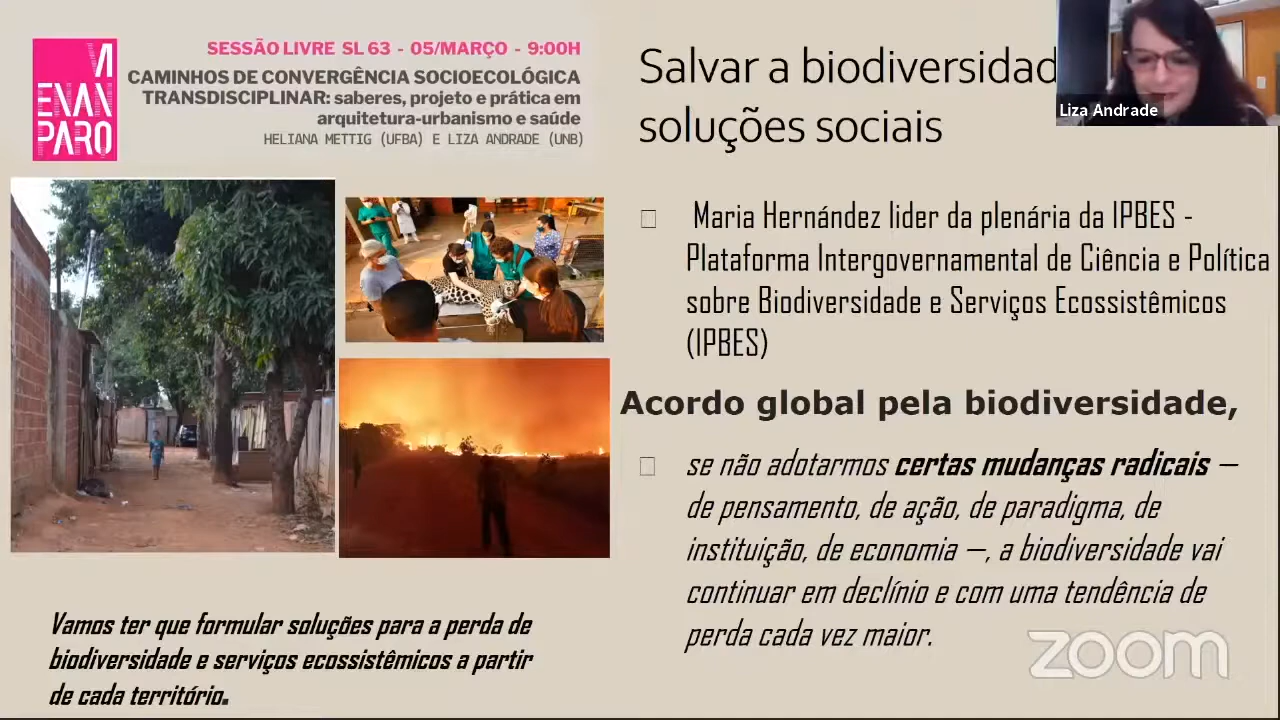 SESSÃO LIVRE SL 63 - 05/MARÇO - 9:00H
CAMINHOS DE CONVERGÊNCIA SOCIOECOLÓGICA
TRANSDISCIPLINAR: saberes, projeto e prática em
arquitetura-urbanismo e saúde
HELIANA METTIG (UFBA) E LIZA ANDRADE (UNB)
ENANPARQ
Vamos ter que formular soluções para a perda de
biodiversidade e serviços ecossistêmicos a partir
de cada território.
Salvar a biodiversidad
soluções sociais
Maria Hernández lider da plenária da IPBES -
Plataforma Intergovernamental de Ciência e Política
sobre Biodiversidade e Serviços Ecossistêmicos
(IPBES)
Acordo global pela biodiversidade,
se não adotarmos certas mudanças radicais —
de pensamento, de ação, de paradigma, de
instituição, de economia —, a biodiversidade vai
continuar em declínio e com uma tendência de
perda cada vez maior.
Liza Andrade
zoom